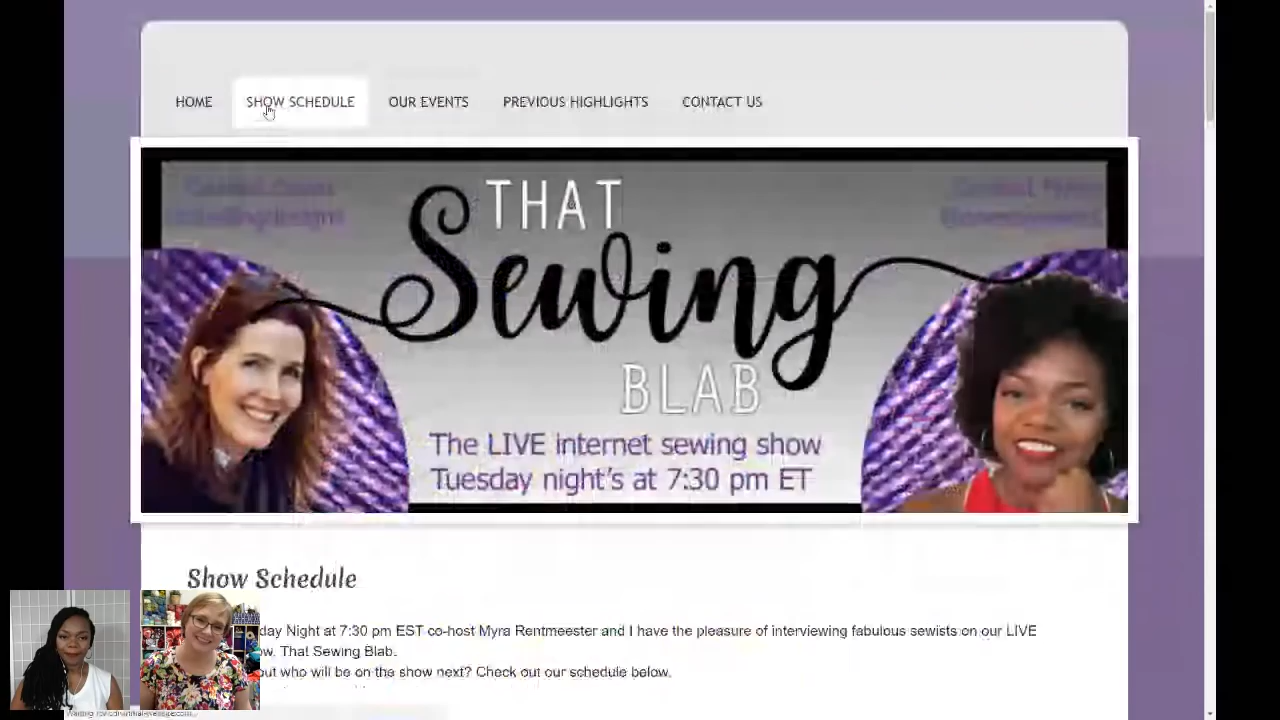 HOME SHOW SCHEDULE OUR EVENTS PREVIOUS HIGHLIGHTS CONTACT US
THAT
Sewing
BLAB
The LIVE internet sewing show
Tuesday night's at 7:30 pm ET
Show Schedule
day Night at 7:30 pm EST co-host Myra Rentmeester and I have the pleasure of interviewing fabulous sewists on our LIVE
w. That Sewing Blab.
out who will be on the show next? Check out our schedule below.